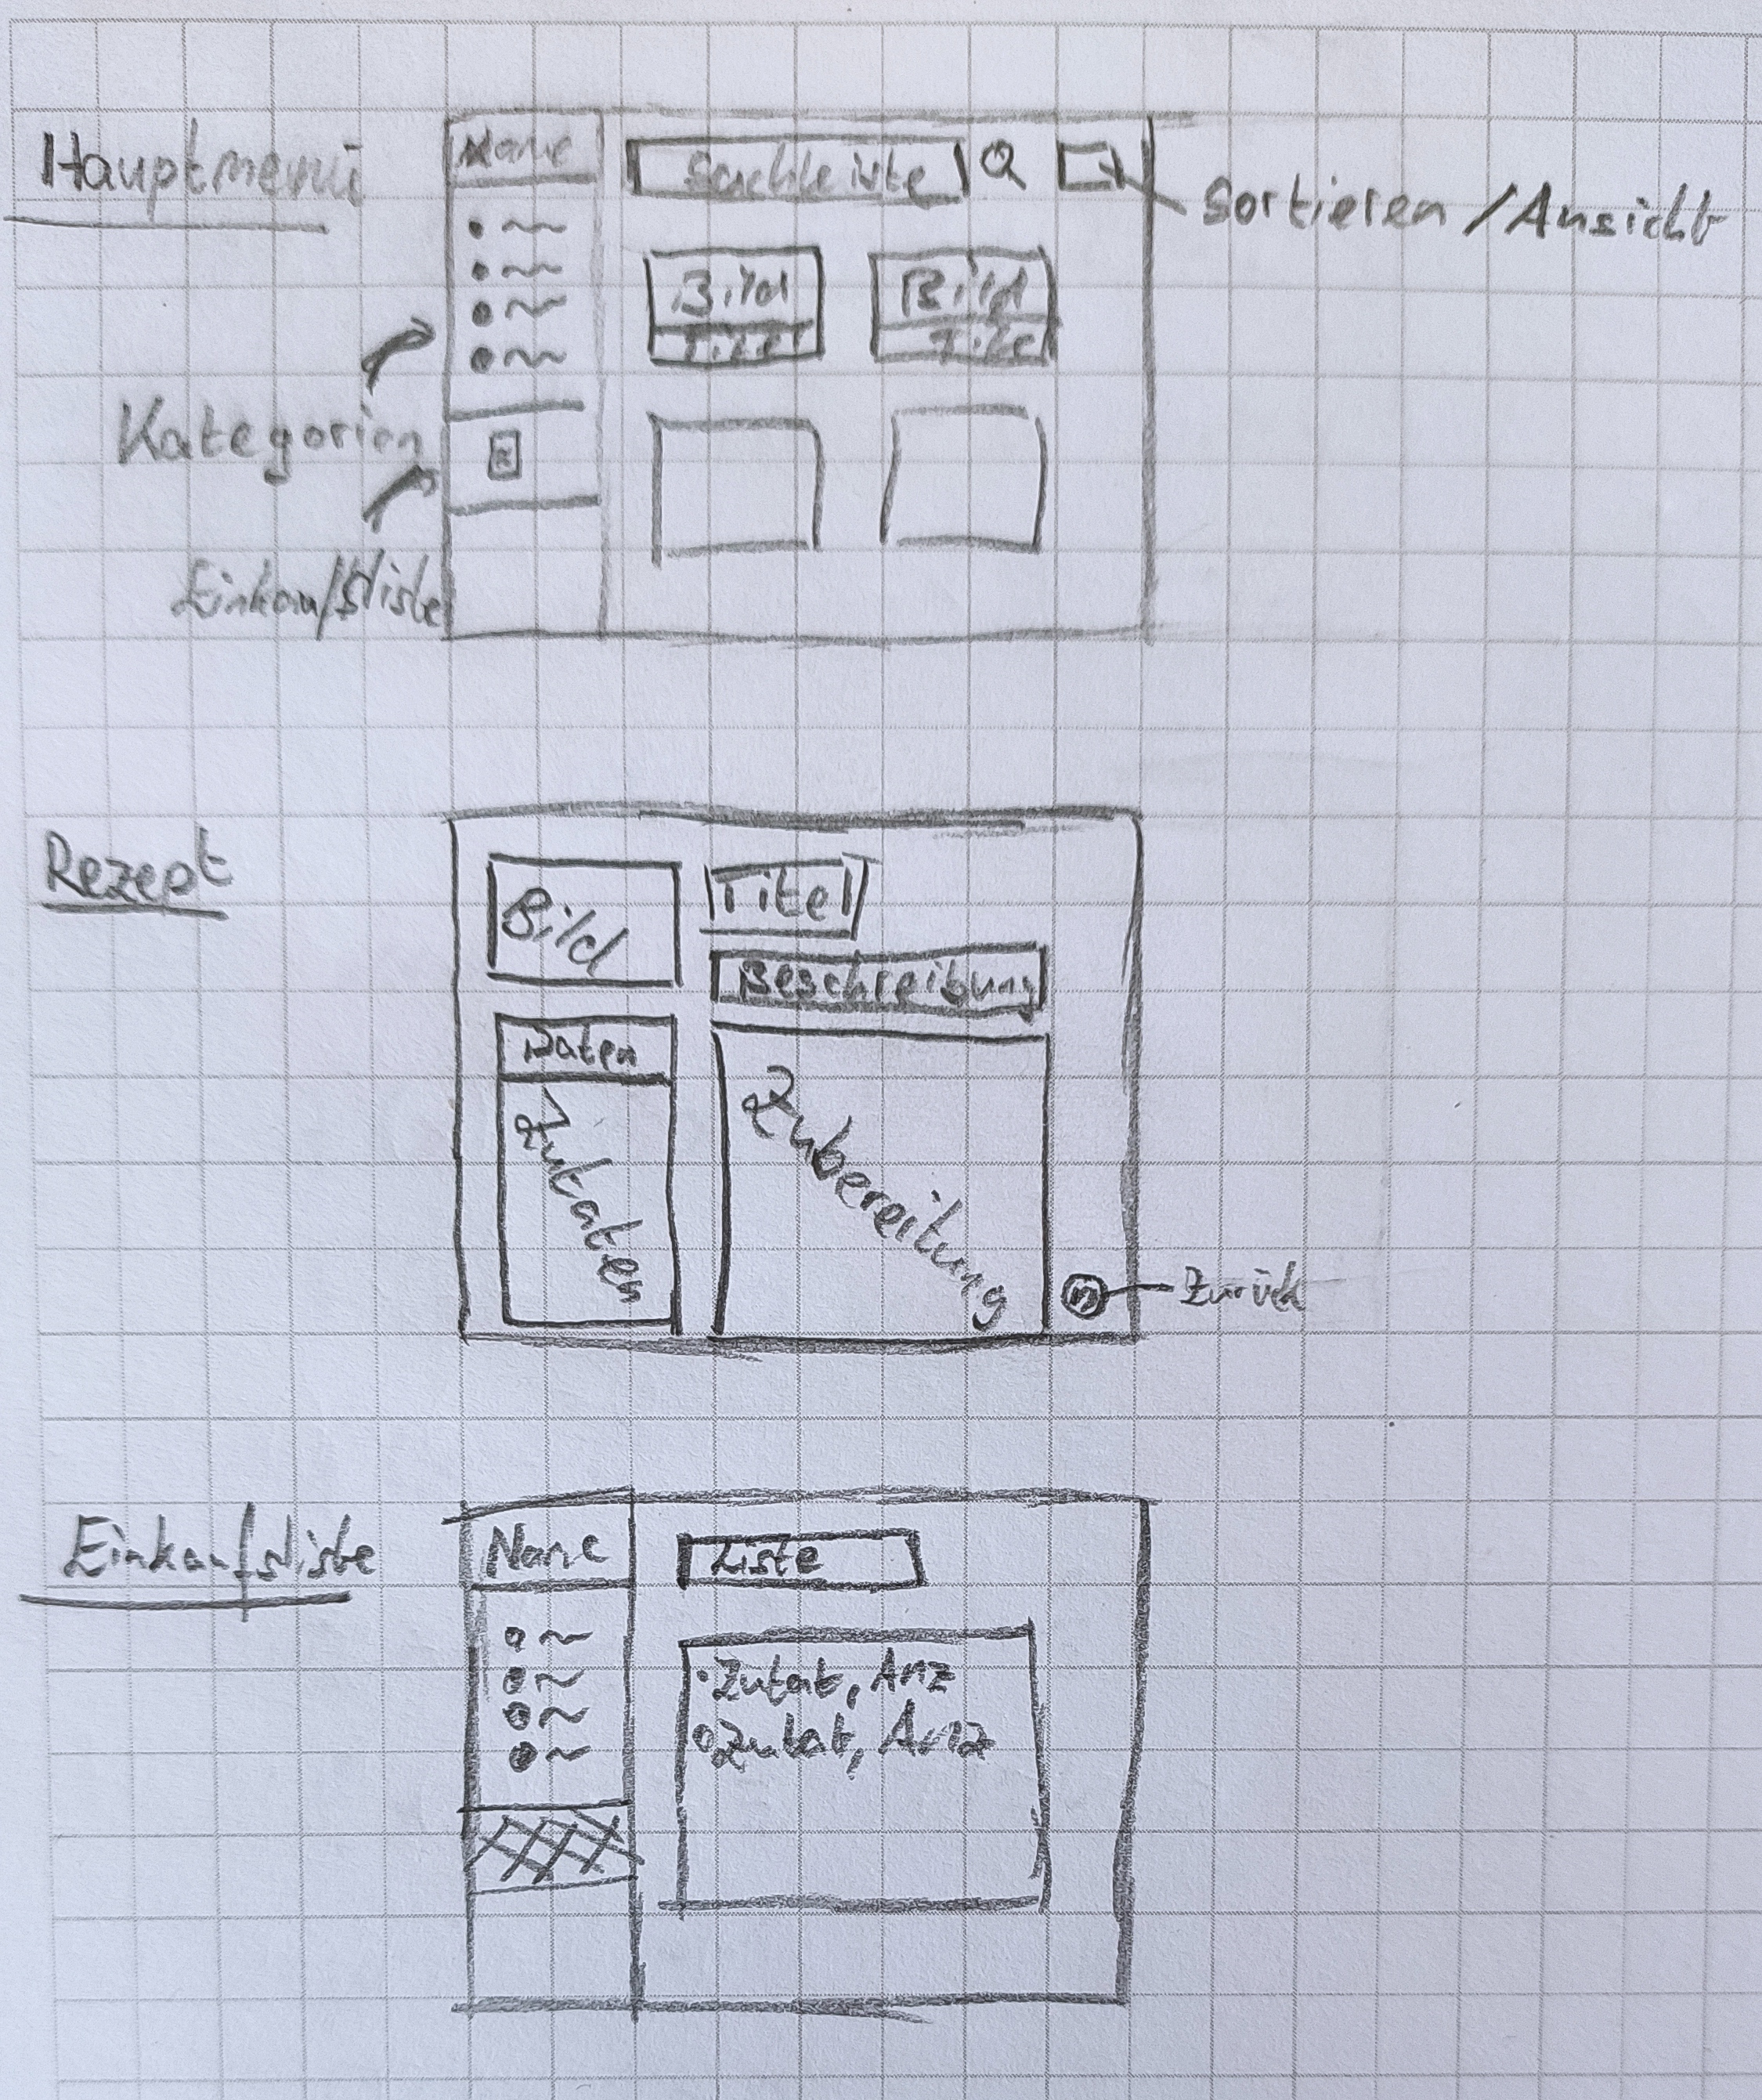 Hauptmenü
Name
Suchleiste
Sortieren / Ansicht
Bild
Bild
Titel
Titel
Kategorien
Einkaufsliste
Rezept
Bild
Titel
Beschreibung
Daten
Zutaten
Zubereitung
Zurück
Einkaufsliste
Name
Liste
• Zutat, Anz
• Zutat, Anz